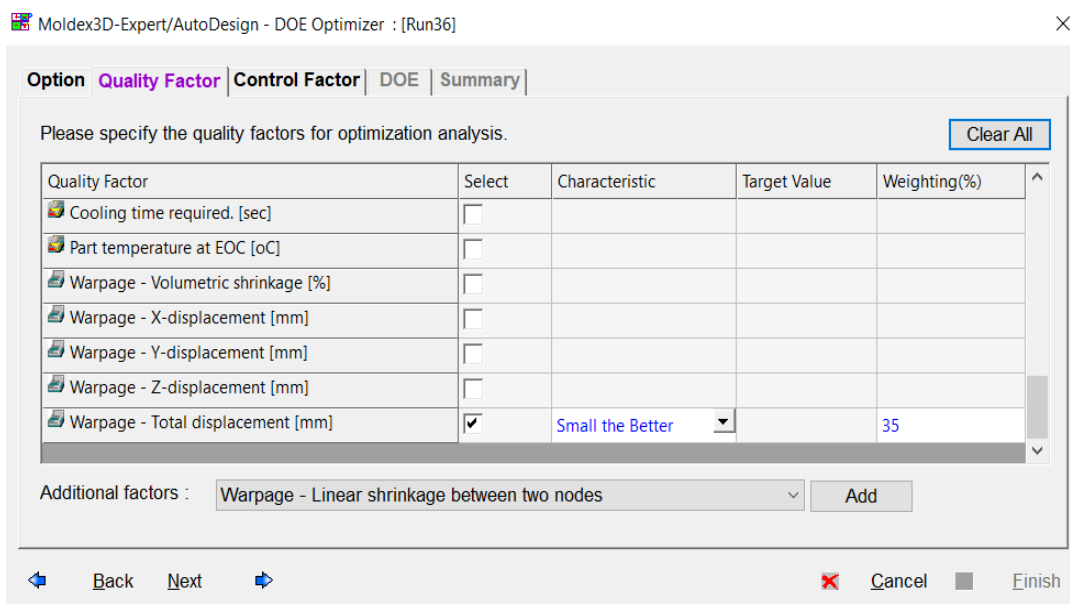 Moldex3D-Expert/AutoDesign - DOE Optimizer : [Run36]
Option Quality Factor Control Factor DOE Summary
Please specify the quality factors for optimization analysis.
Clear All
Quality Factor Select Characteristic Target Value Weighting(%)
Cooling time required. [sec]
Part temperature at EOC [oC]
Warpage - Volumetric shrinkage [%]
Warpage - X-displacement [mm]
Warpage - Y-displacement [mm]
Warpage - Z-displacement [mm]
Warpage - Total displacement [mm] Small the Better 35
Additional factors : Warpage - Linear shrinkage between two nodes Add
Back Next Cancel Finish